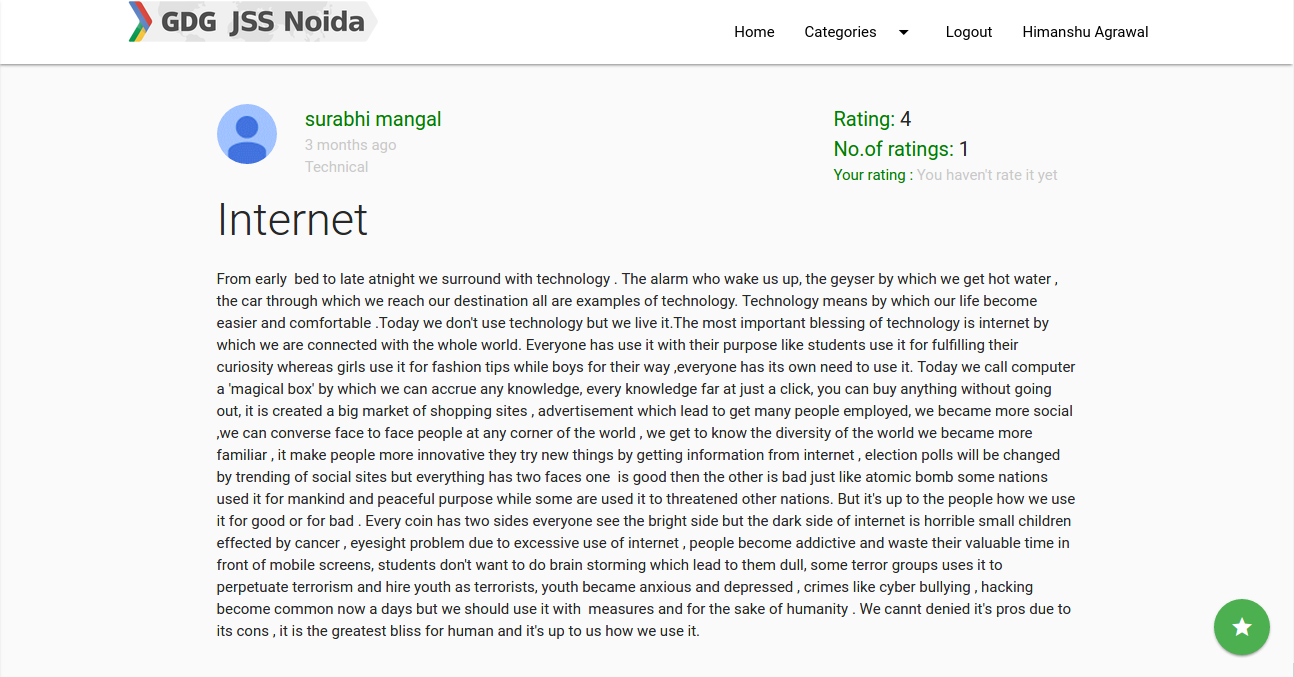 GDG JSS Noida
Home Categories Logout Himanshu Agrawal
surabhi mangal
3 months ago
Technical
Rating: 4
No.of ratings: 1
Your rating : You haven't rate it yet
Internet
From early  bed to late atnight we surround with technology . The alarm who wake us up, the geyser by which we get hot water ,
the car through which we reach our destination all are examples of technology. Technology means by which our life become
easier and comfortable .Today we don't use technology but we live it.The most important blessing of technology is internet by
which we are connected with the whole world. Everyone has use it with their purpose like students use it for fulfilling their
curiosity whereas girls use it for fashion tips while boys for their way ,everyone has its own need to use it. Today we call computer
a 'magical box' by which we can accrue any knowledge, every knowledge far at just a click, you can buy anything without going
out, it is created a big market of shopping sites , advertisement which lead to get many people employed, we became more social
,we can converse face to face people at any corner of the world , we get to know the diversity of the world we became more
familiar , it make people more innovative they try new things by getting information from internet , election polls will be changed
by trending of social sites but everything has two faces one  is good then the other is bad just like atomic bomb some nations
used it for mankind and peaceful purpose while some are used it to threatened other nations. But it's up to the people how we use
it for good or for bad . Every coin has two sides everyone see the bright side but the dark side of internet is horrible small children
effected by cancer , eyesight problem due to excessive use of internet , people become addictive and waste their valuable time in
front of mobile screens, students don't want to do brain storming which lead to them dull, some terror groups uses it to
perpetuate terrorism and hire youth as terrorists, youth became anxious and depressed , crimes like cyber bullying , hacking
become common now a days but we should use it with  measures and for the sake of humanity . We cannt denied it's pros due to
its cons , it is the greatest bliss for human and it's up to us how we use it.